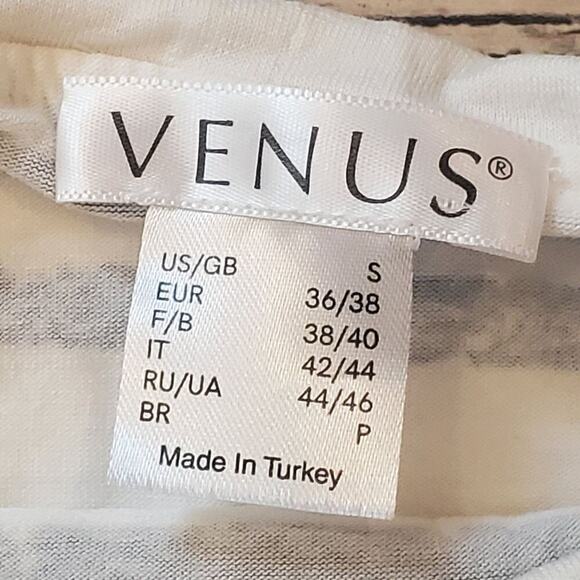 VENUS®
US/GB S
EUR 36/38
F/B 38/40
IT 42/44
RU/UA 44/46
BR P
Made In Turkey